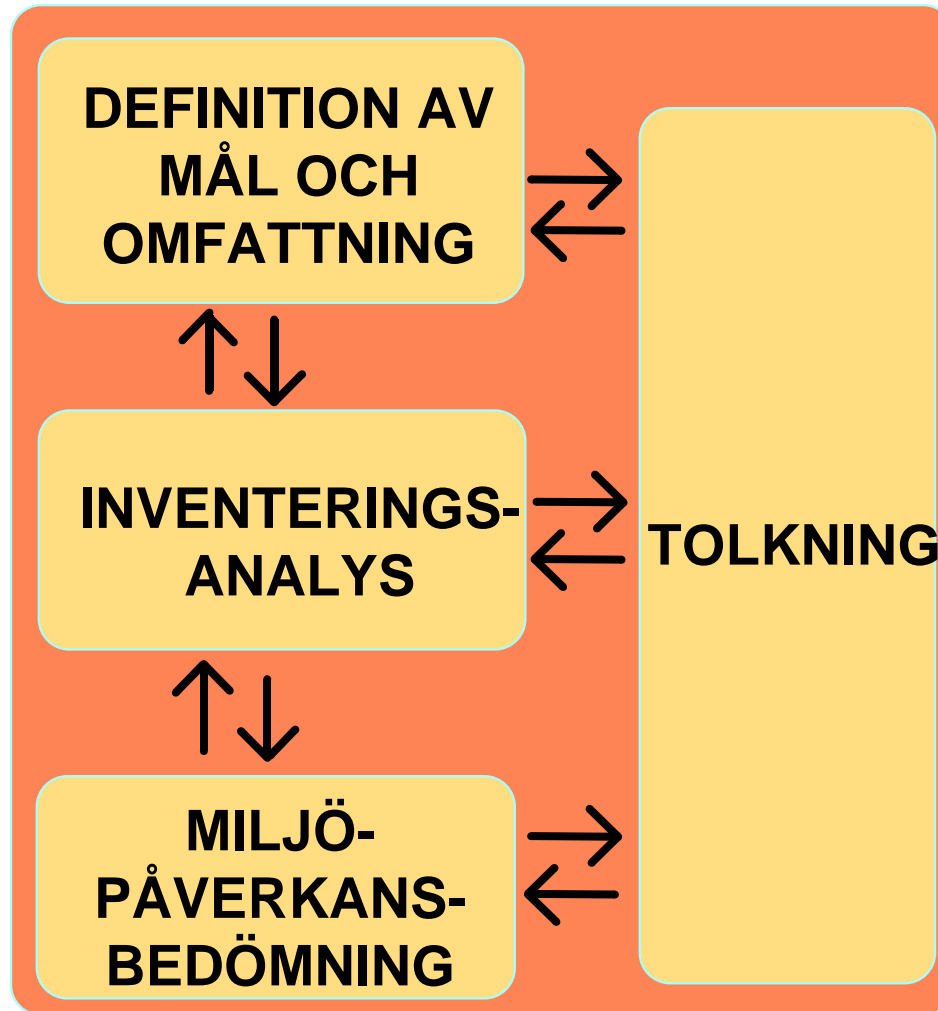 DEFINITION AV
MÅL OCH
OMFATTNING
INVENTERINGS-
ANALYS
TOLKNING
MILJÖ-
PÅVERKANS-
BEDÖMNING